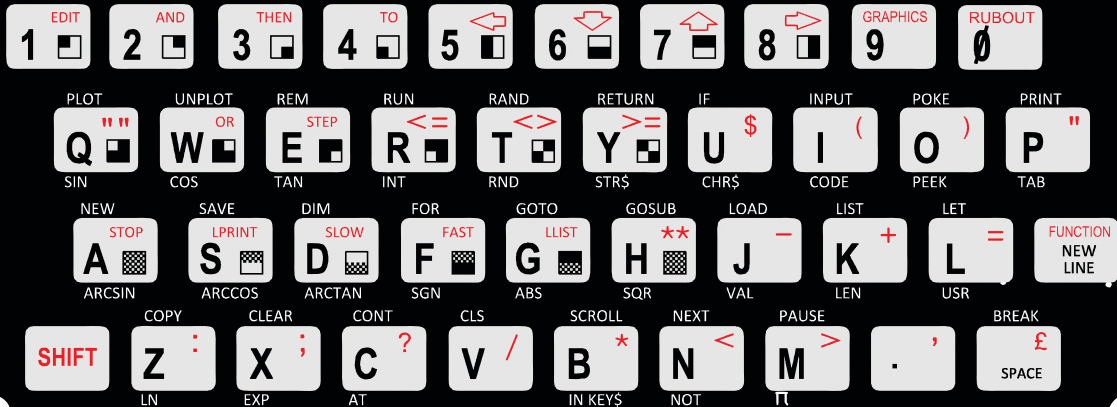 EDIT AND THEN TO GRAPHICS RUBOUT
1 2 3 4 5 6 7 8 9 0
PLOT UNPLOT REM RUN RAND RETURN IF INPUT POKE PRINT
"" OR STEP <= <> >= $ ( ) "
Q W E R T Y U I O P
SIN COS TAN INT RND STR$ CHR$ CODE PEEK TAB
NEW SAVE DIM FOR GOTO GOSUB LOAD LIST LET
STOP LPRINT SLOW FAST LLIST ** − + = FUNCTION
A S D F G H J K L NEW
LINE
ARCSIN ARCCOS ARCTAN SGN ABS SQR VAL LEN USR
COPY CLEAR CONT CLS SCROLL NEXT PAUSE BREAK
: ; ? / * < > , £
SHIFT Z X C V B N M . SPACE
LN EXP AT IN KEY$ NOT π